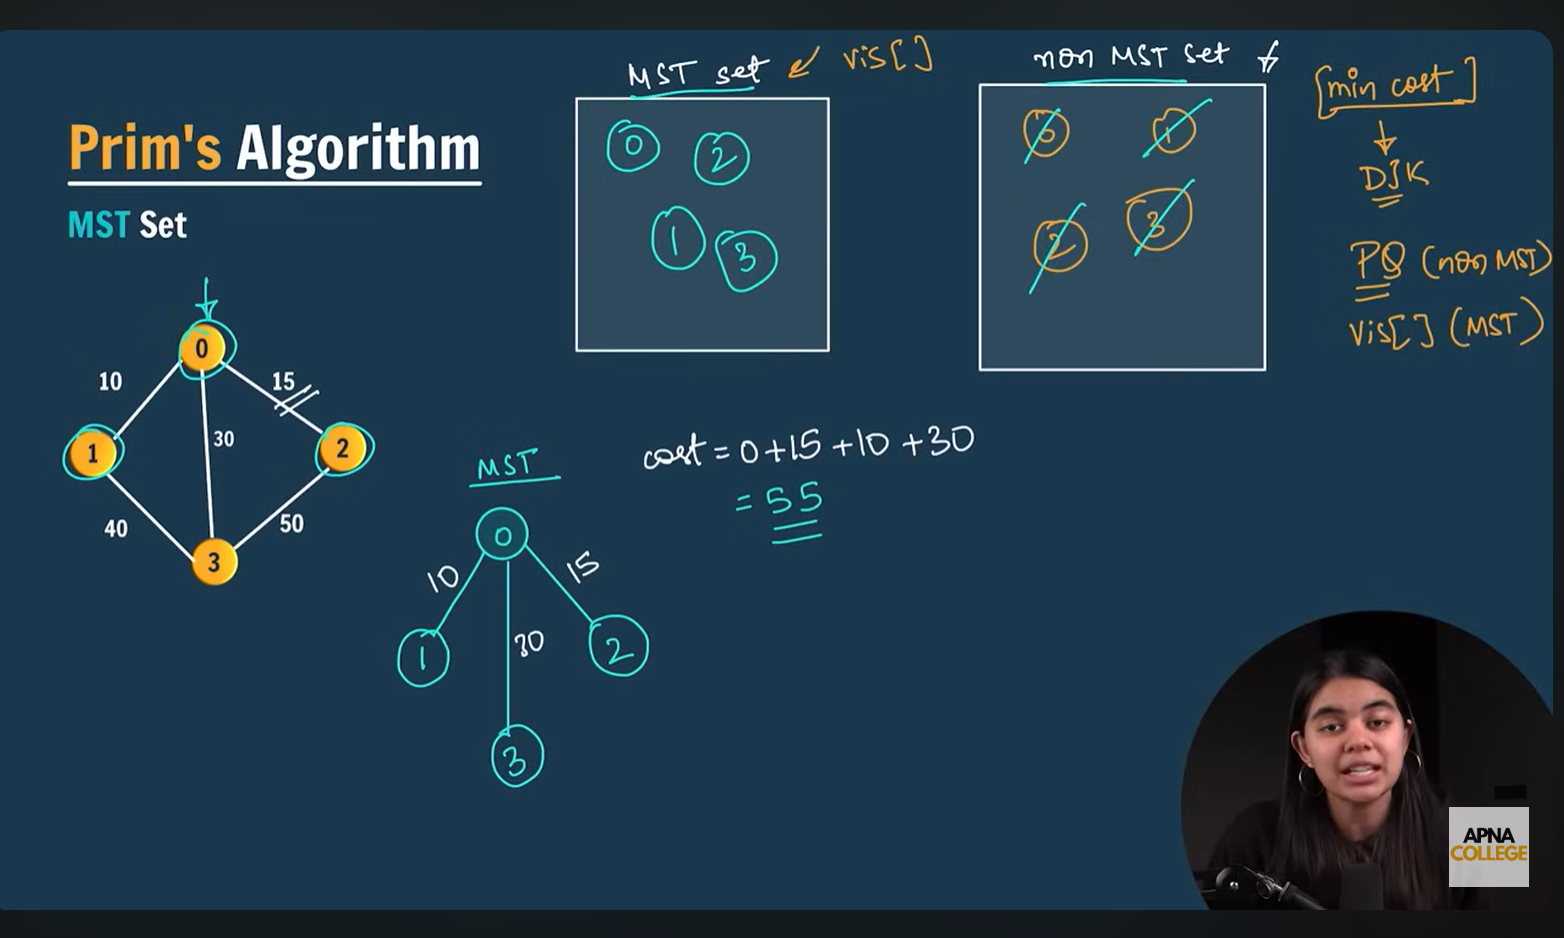 Prim's Algorithm
MST Set
0
10
15
30
1
2
40
50
3
MST set ↙ vis[ ]
0 2
1 3
non MST set
0 1
2 3
[min cost]
↓
DJK
PQ (non MST)
vis[ ] (MST)
cost = 0+15+10+30
= 55
MST
0
10
15
30
1
2
3
APNA
COLLEGE